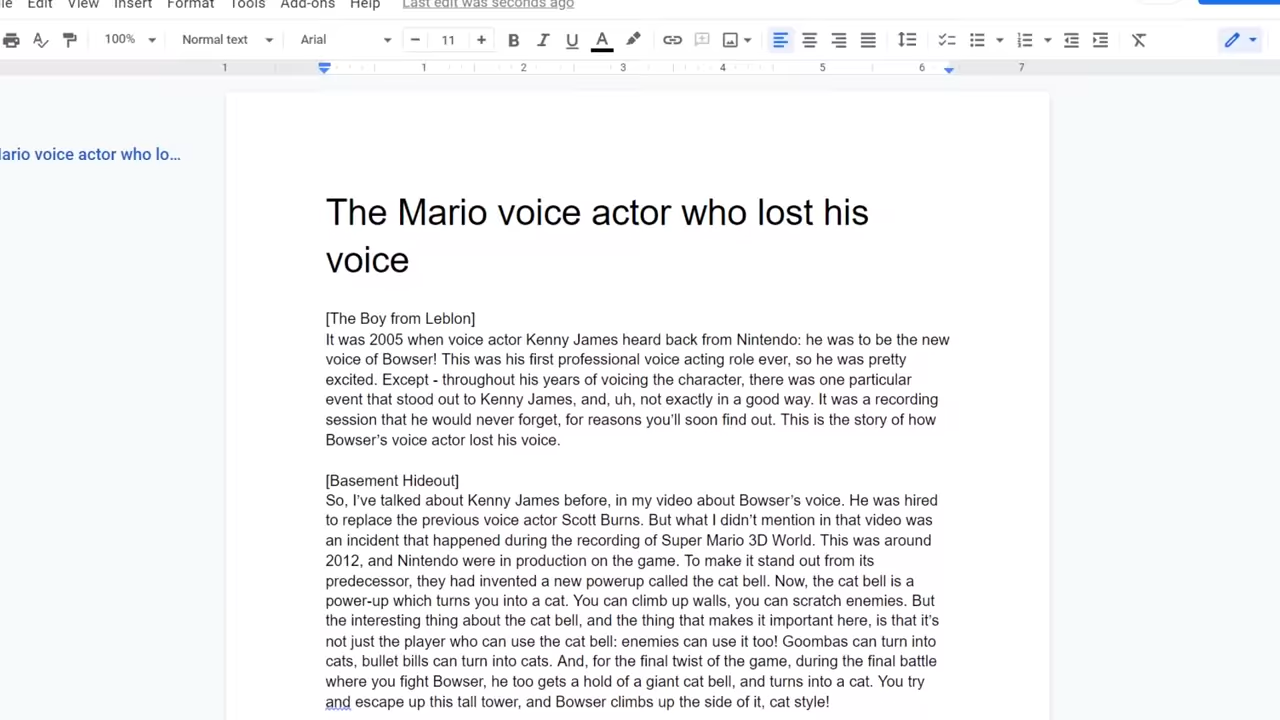 Edit View Insert Format Tools Add-ons Help Last edit was seconds ago
100% Normal text Arial 11 B I U A
1 1 2 3 4 5 6 7
ario voice actor who lo...
The Mario voice actor who lost his
voice
[The Boy from Leblon]
It was 2005 when voice actor Kenny James heard back from Nintendo: he was to be the new
voice of Bowser! This was his first professional voice acting role ever, so he was pretty
excited. Except - throughout his years of voicing the character, there was one particular
event that stood out to Kenny James, and, uh, not exactly in a good way. It was a recording
session that he would never forget, for reasons you’ll soon find out. This is the story of how
Bowser’s voice actor lost his voice.
[Basement Hideout]
So, I’ve talked about Kenny James before, in my video about Bowser’s voice. He was hired
to replace the previous voice actor Scott Burns. But what I didn’t mention in that video was
an incident that happened during the recording of Super Mario 3D World. This was around
2012, and Nintendo were in production on the game. To make it stand out from its
predecessor, they had invented a new powerup called the cat bell. Now, the cat bell is a
power-up which turns you into a cat. You can climb up walls, you can scratch enemies. But
the interesting thing about the cat bell, and the thing that makes it important here, is that it’s
not just the player who can use the cat bell: enemies can use it too! Goombas can turn into
cats, bullet bills can turn into cats. And, for the final twist of the game, during the final battle
where you fight Bowser, he too gets a hold of a giant cat bell, and turns into a cat. You try
and escape up this tall tower, and Bowser climbs up the side of it, cat style!